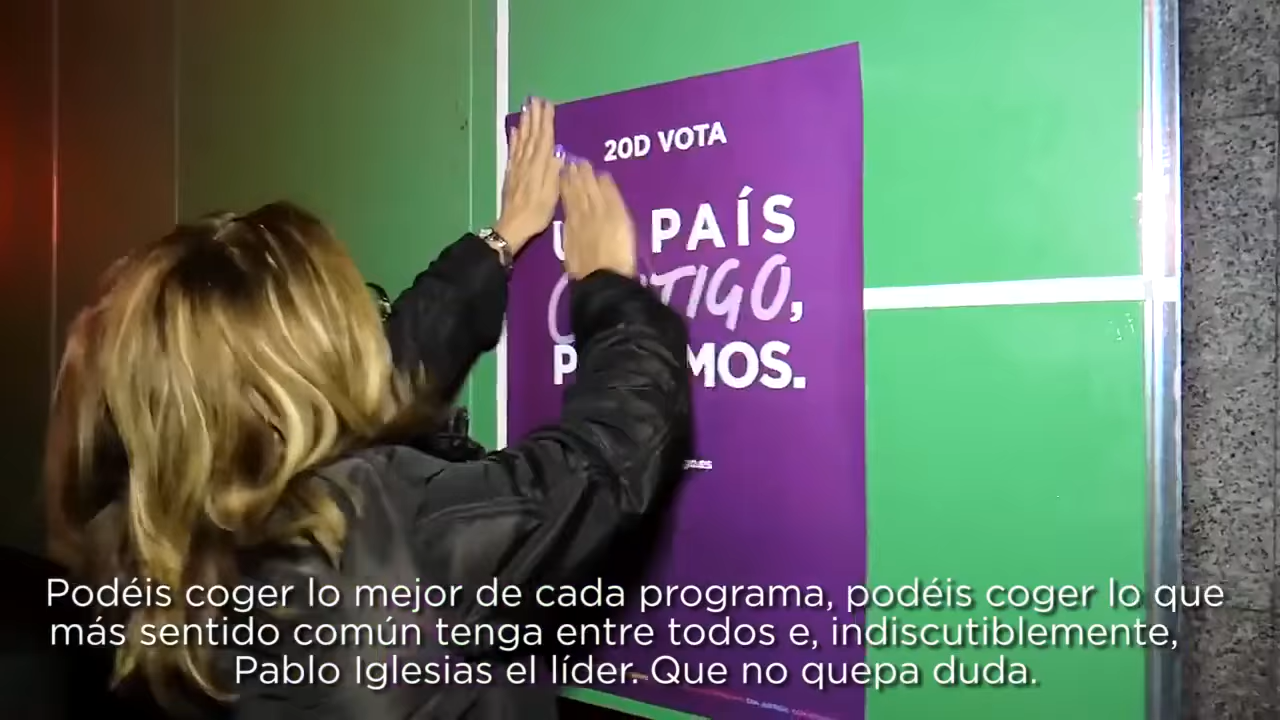 20D VOTA
PAÍS
TIGO,
MOS.
Podéis coger lo mejor de cada programa, podéis coger lo que
más sentido común tenga entre todos e, indiscutiblemente,
Pablo Iglesias el líder. Que no quepa duda.